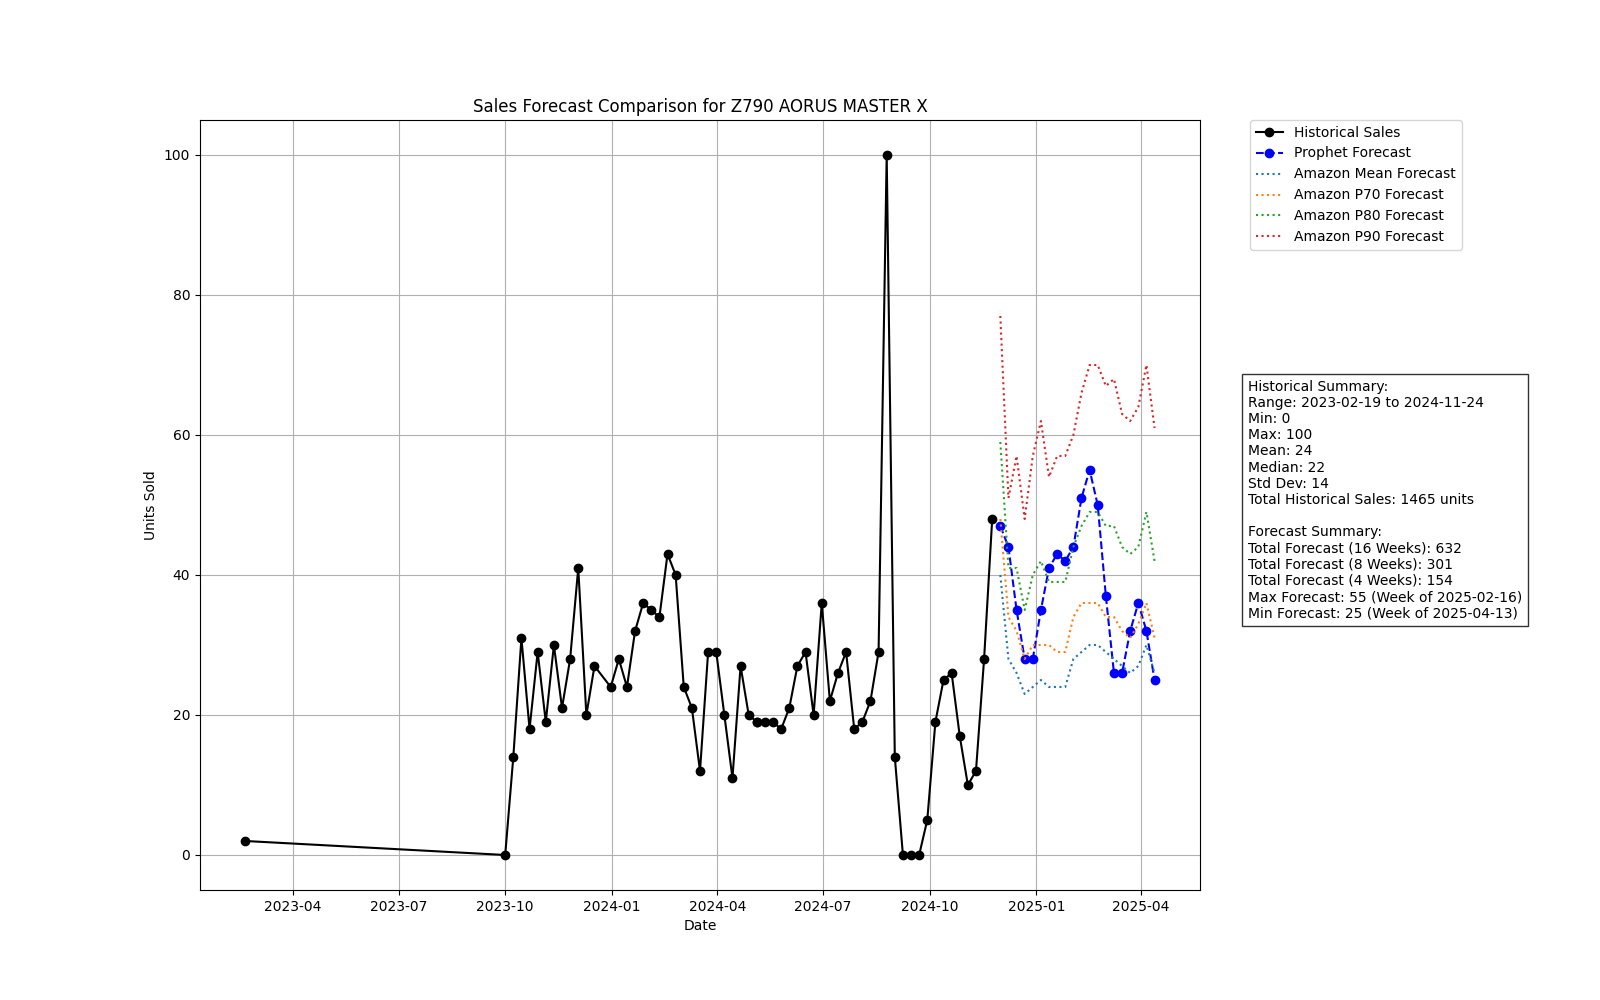 Sales Forecast Comparison for Z790 AORUS MASTER X
100
80
60
40
20
0
Units Sold
2023-04
2023-07
2023-10
2024-01
2024-04
2024-07
2024-10
2025-01
2025-04
Date
Historical Sales
Prophet Forecast
Amazon Mean Forecast
Amazon P70 Forecast
Amazon P80 Forecast
Amazon P90 Forecast
Historical Summary:
Range: 2023-02-19 to 2024-11-24
Min: 0
Max: 100
Mean: 24
Median: 22
Std Dev: 14
Total Historical Sales: 1465 units
Forecast Summary:
Total Forecast (16 Weeks): 632
Total Forecast (8 Weeks): 301
Total Forecast (4 Weeks): 154
Max Forecast: 55 (Week of 2025-02-16)
Min Forecast: 25 (Week of 2025-04-13)